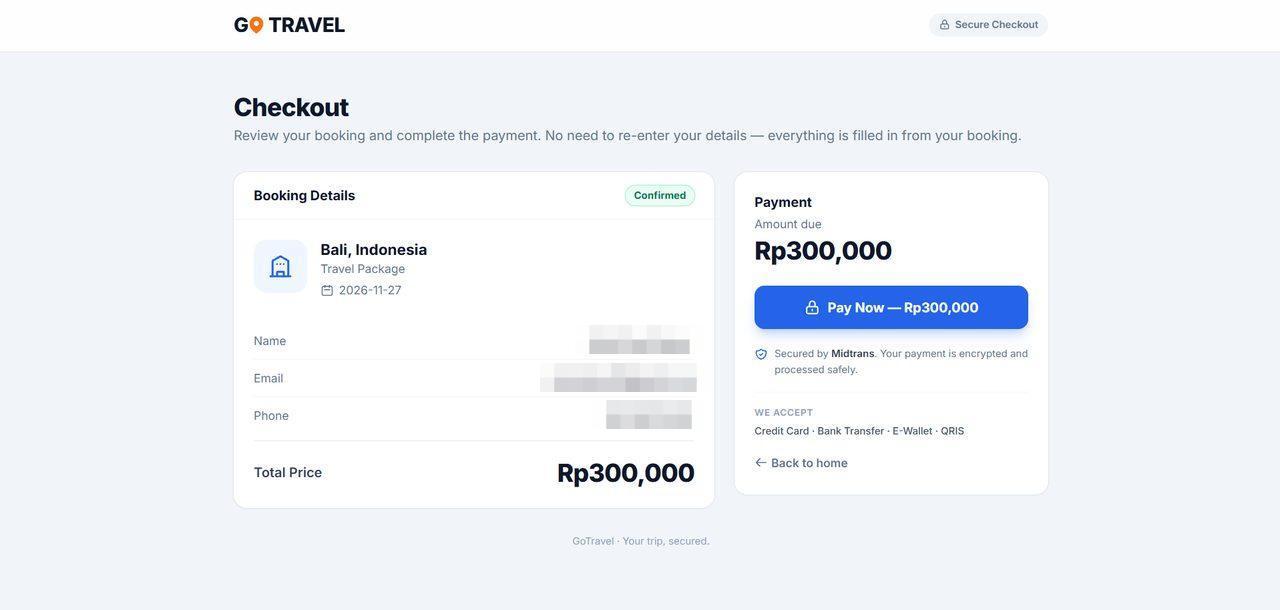 GO TRAVEL
Secure Checkout
Checkout
Review your booking and complete the payment. No need to re-enter your details — everything is filled in from your booking.
Booking Details
Confirmed
Bali, Indonesia
Travel Package
2026-11-27
Name
Email
Phone
Total Price
Rp300,000
Payment
Amount due
Rp300,000
Pay Now — Rp300,000
Secured by Midtrans. Your payment is encrypted and
processed safely.
WE ACCEPT
Credit Card · Bank Transfer · E-Wallet · QRIS
← Back to home
GoTravel · Your trip, secured.